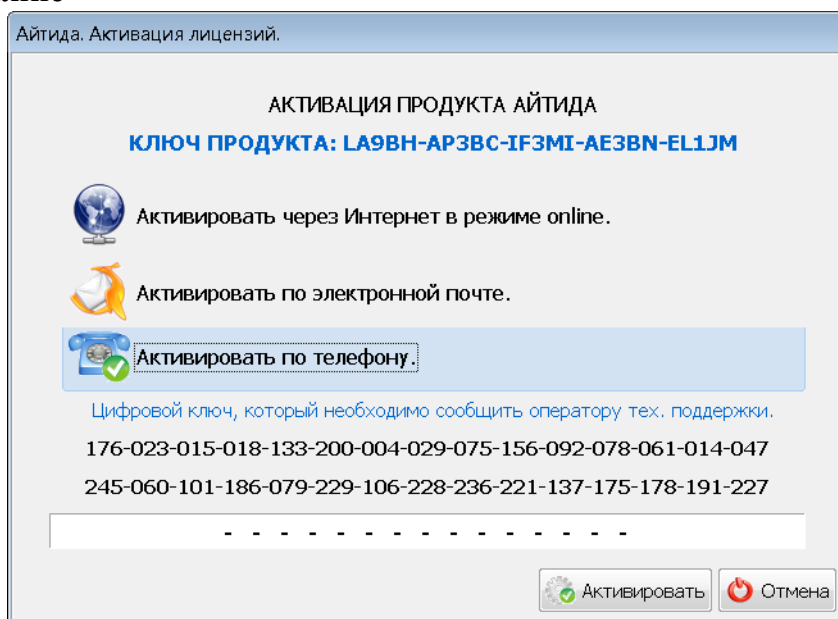 Айтида. Активация лицензий.
АКТИВАЦИЯ ПРОДУКТА АЙТИДА
КЛЮЧ ПРОДУКТА: LA9BH-AP3BC-IF3MI-AE3BN-EL1JM
Активировать через Интернет в режиме online.
Активировать по электронной почте.
Активировать по телефону.
Цифровой ключ, который необходимо сообщить оператору тех. поддержки.
176-023-015-018-133-200-004-029-075-156-092-078-061-014-047
245-060-101-186-079-229-106-228-236-221-137-175-178-191-227
- - - - - - - - - - - - - - -
Активировать Отмена